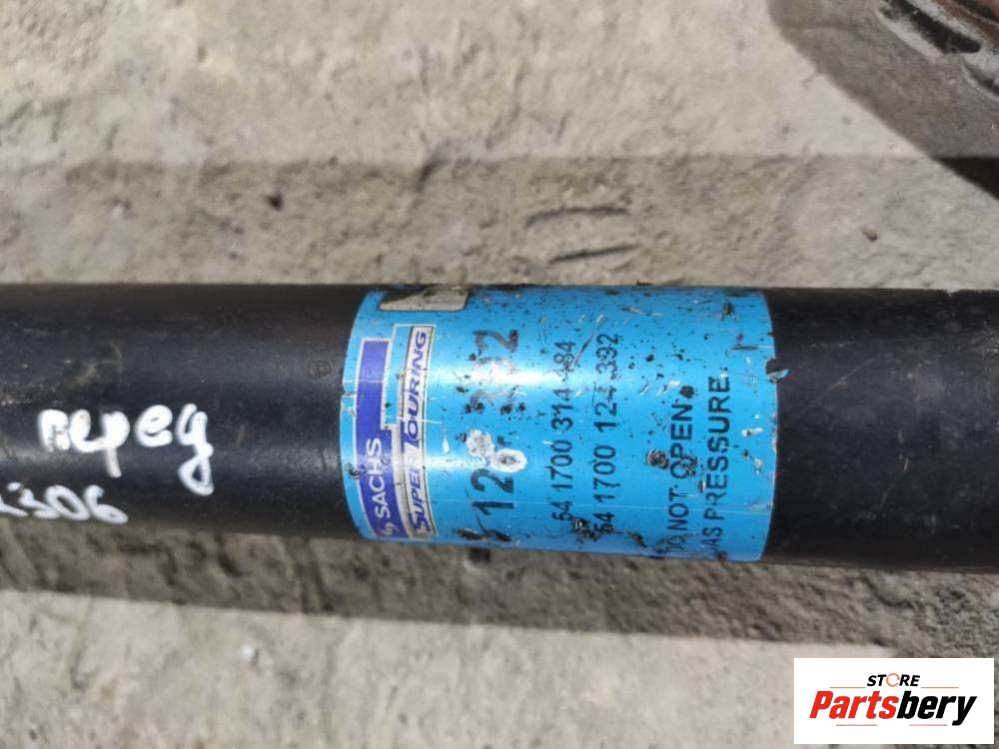 перед
306
SACHS
SUPER TOURING
54 1700 314 484
54 1700 124 392
DO NOT OPEN.
GAS PRESSURE.
STORE
Partsbery